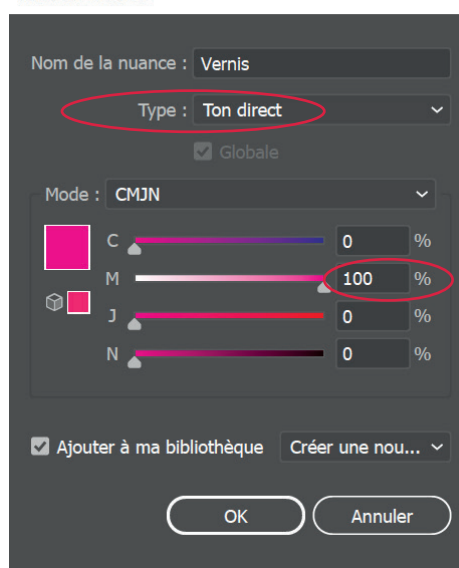 Nom de la nuance : Vernis
Type : Ton direct
Globale
Mode : CMJN
C 0 %
M 100 %
J 0 %
N 0 %
Ajouter à ma bibliothèque Créer une nou...
OK Annuler